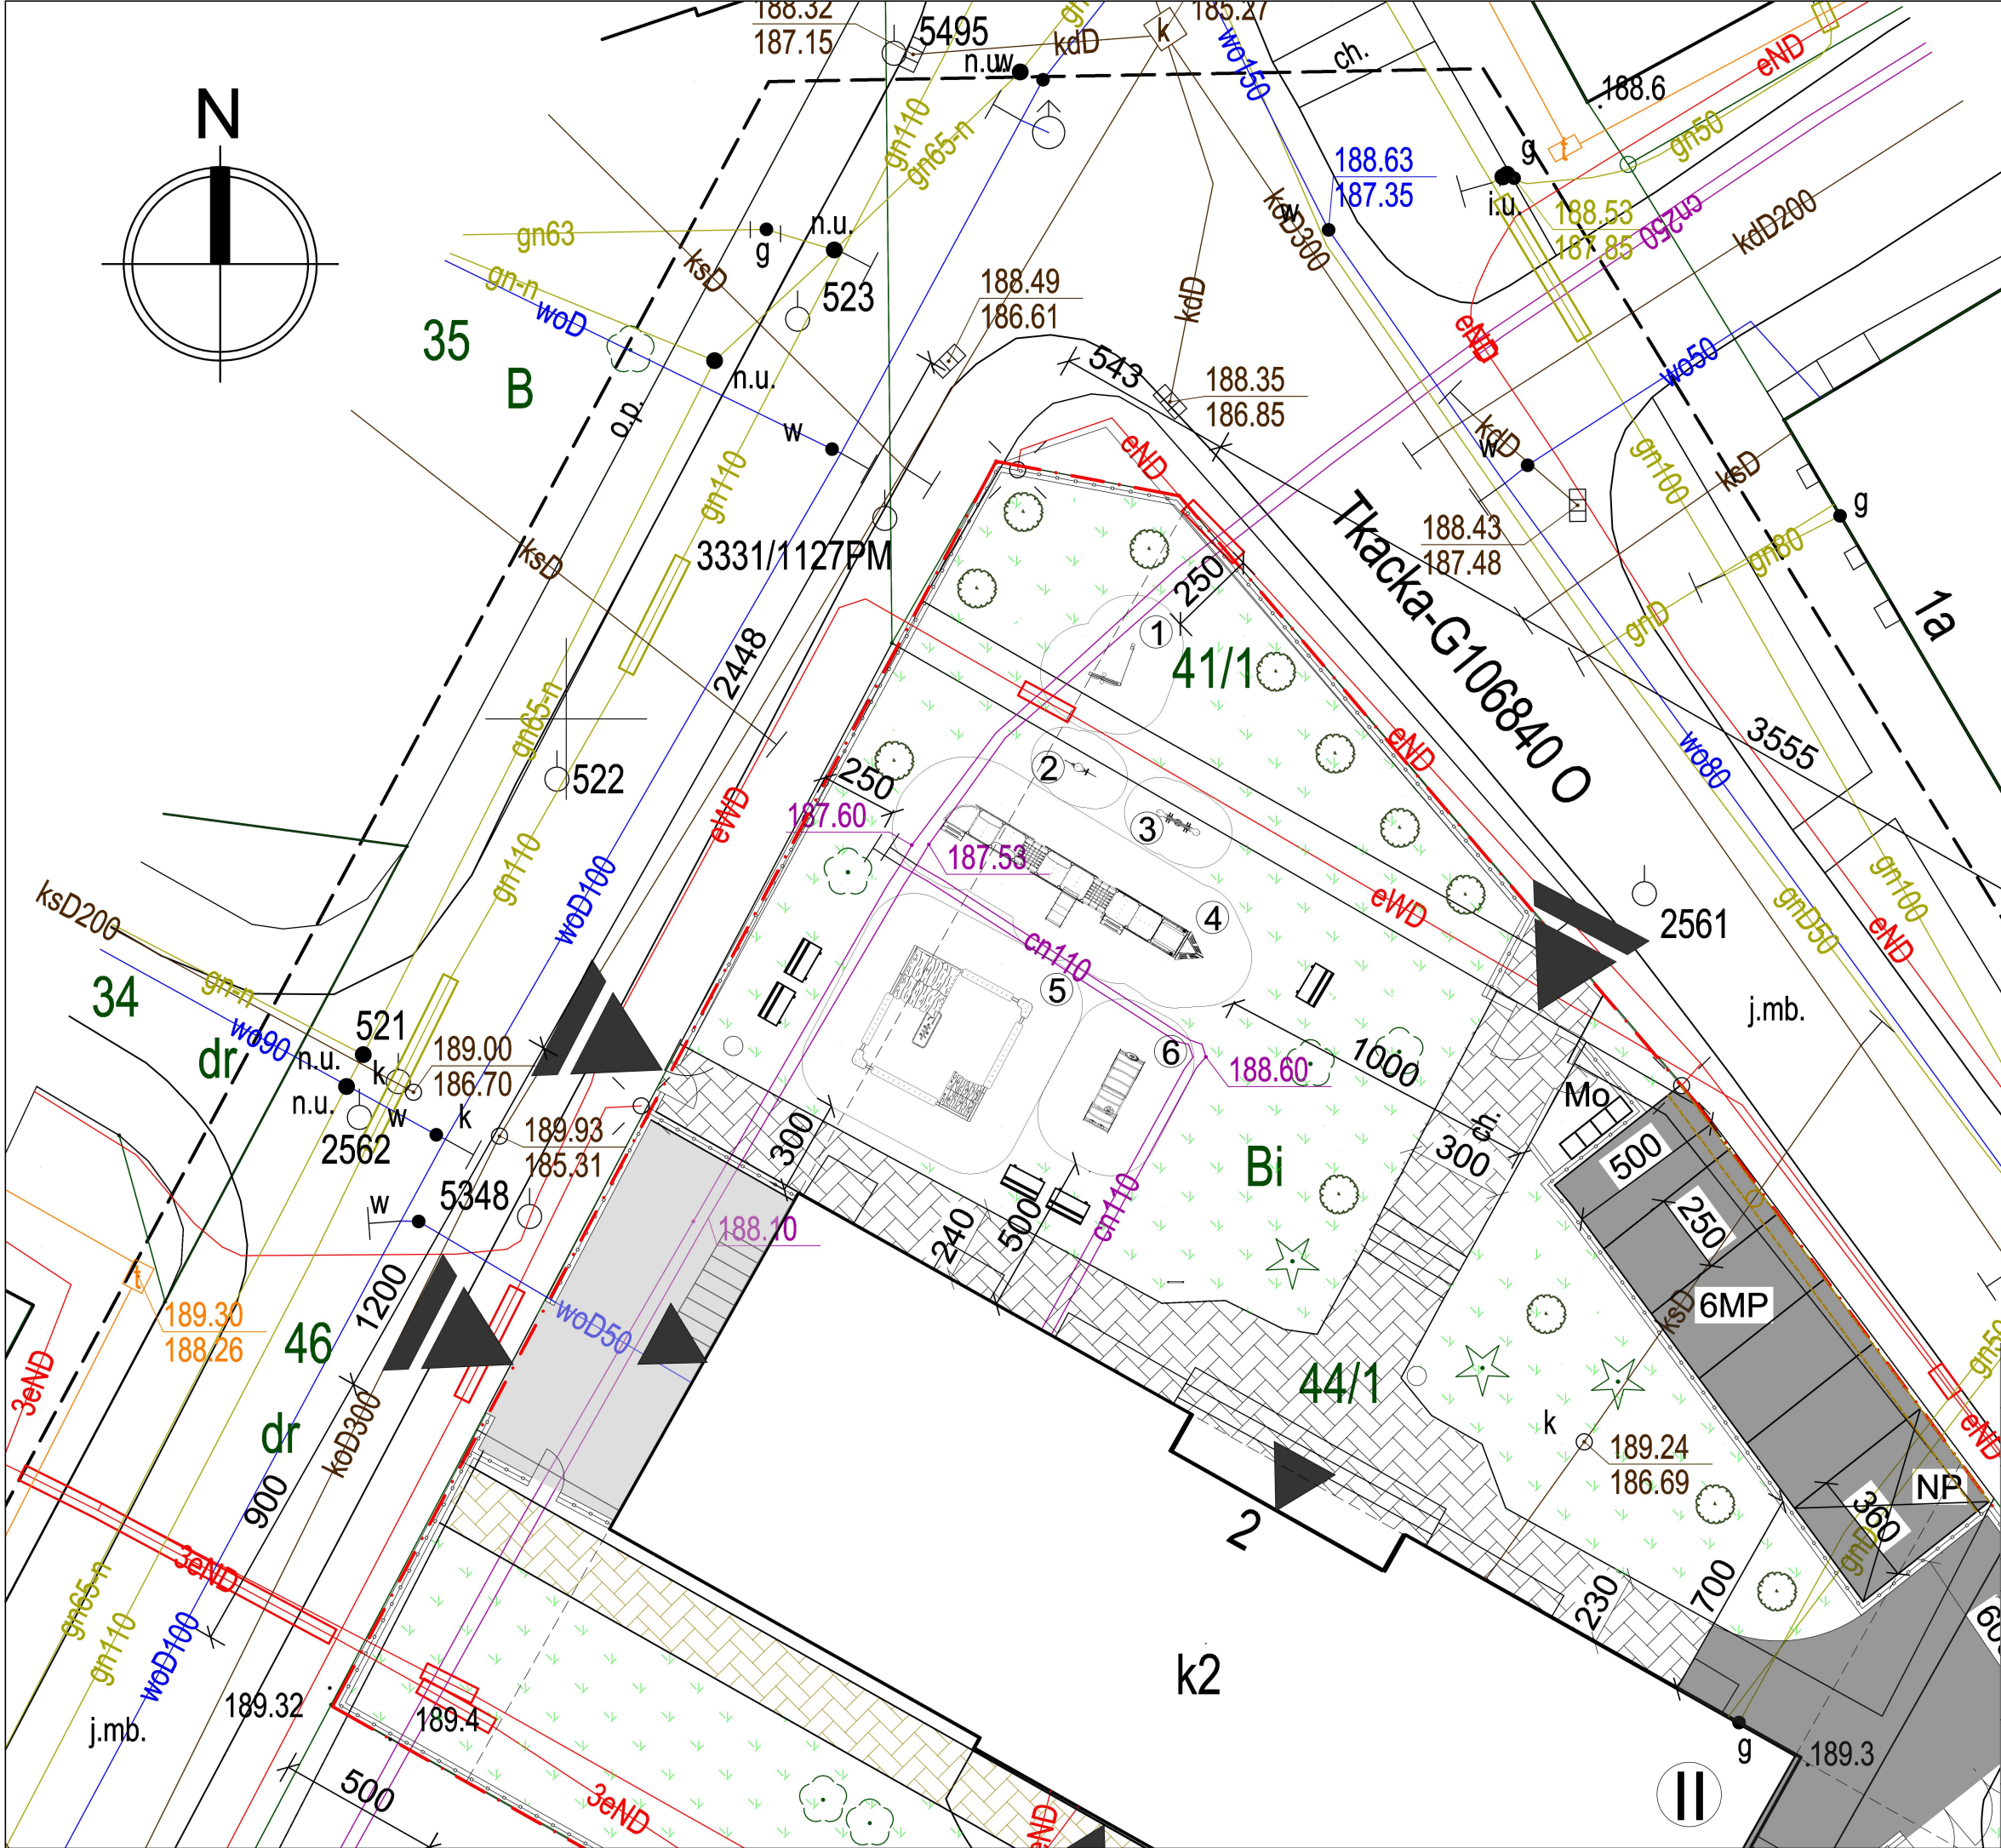 188.32
187.15
5495
n.u.
w
kdD
k
185.27
wo150
ch.
eND
188.6
N
gn110
gn65-n
188.63
187.35
g
i.u.
t
gn50
188.53
187.85
cn250
kdD200
gn63
g
n.u.
ksD
523
gn-n
woD
w
kdD300
188.49
186.61
kdD
eND
35
B
o.p.
n.u.
w
543
188.35
186.85
wo50
kdD
w
gn110
eND
gn100
ksD
g
ksD
3331/1127PM
188.43
187.48
gn80
250
Tkacka-G106840 O
1a
gnD
1
41/1
2448
gn65-n
eND
3555
wo80
522
250
2
3
187.60
187.53
eWD
gn110
woD100
ksD200
4
eWD
2561
gnD50
gn100
eND
cn110
5
34
gn-n
wo90
521
n.u.
k
189.00
186.70
j.mb.
dr
n.u.
w
k
2562
6
188.60
1000
Mo
189.93
185.31
300
ch.
300
500
w
5348
Bi
250
240
500
cn110
188.10
t
189.30
188.26
1200
woD50
6MP
ksD
gn50
46
3eND
44/1
eND
dr
koD300
k
189.24
186.69
NP
900
360
gnD
2
3eND
gn65-n
gn110
woD100
230
700
k2
189.32
189.4
j.mb.
g
189.3
500
3eND
II